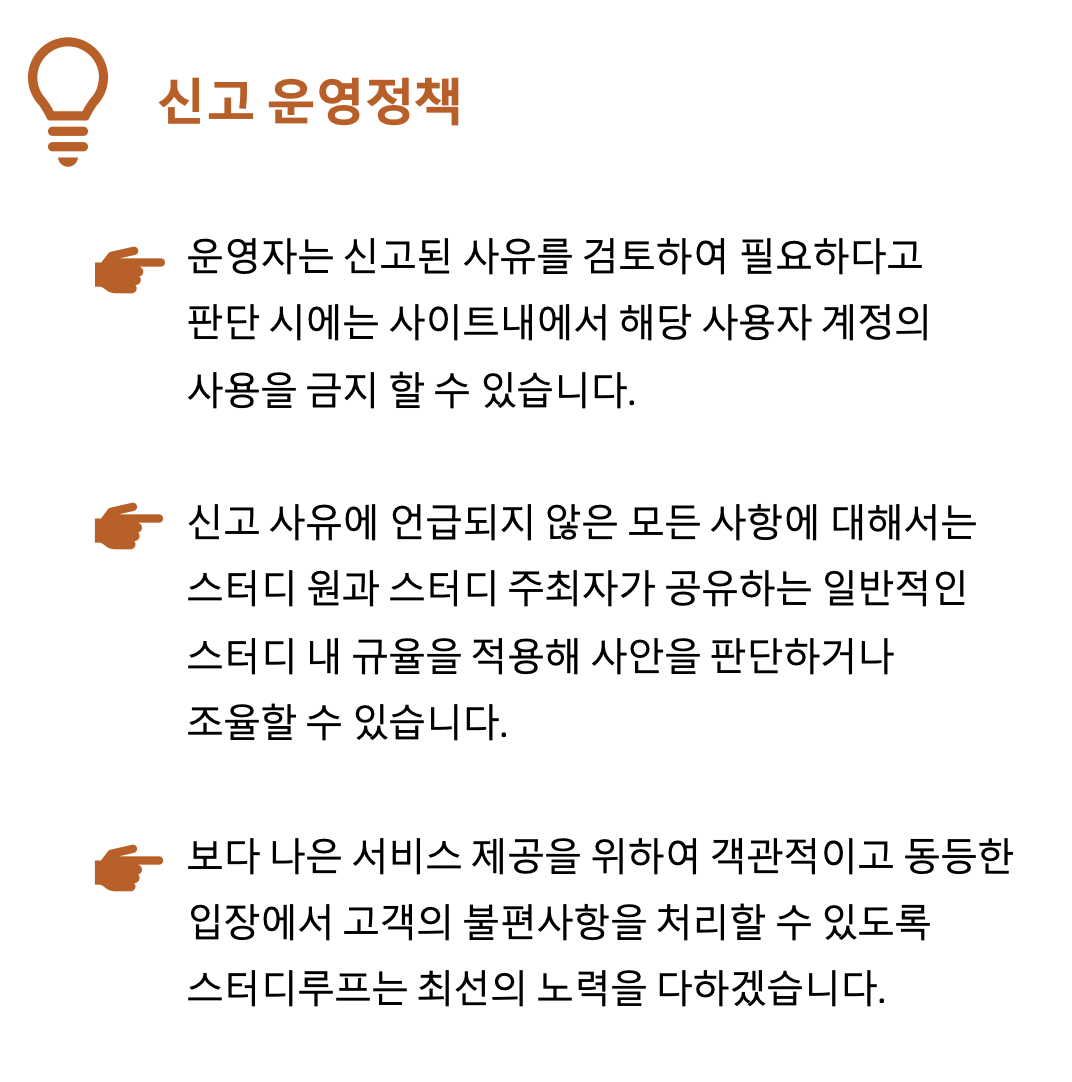 신고 운영정책
운영자는 신고된 사유를 검토하여 필요하다고
판단 시에는 사이트내에서 해당 사용자 계정의
사용을 금지 할 수 있습니다.
신고 사유에 언급되지 않은 모든 사항에 대해서는
스터디 원과 스터디 주최자가 공유하는 일반적인
스터디 내 규율을 적용해 사안을 판단하거나
조율할 수 있습니다.
보다 나은 서비스 제공을 위하여 객관적이고 동등한
입장에서 고객의 불편사항을 처리할 수 있도록
스터디루프는 최선의 노력을 다하겠습니다.